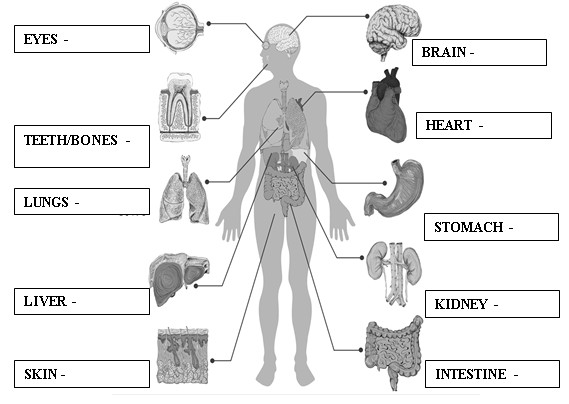 EYES -
BRAIN -
TEETH/BONES -
HEART -
LUNGS -
STOMACH -
LIVER -
KIDNEY -
SKIN -
INTESTINE -